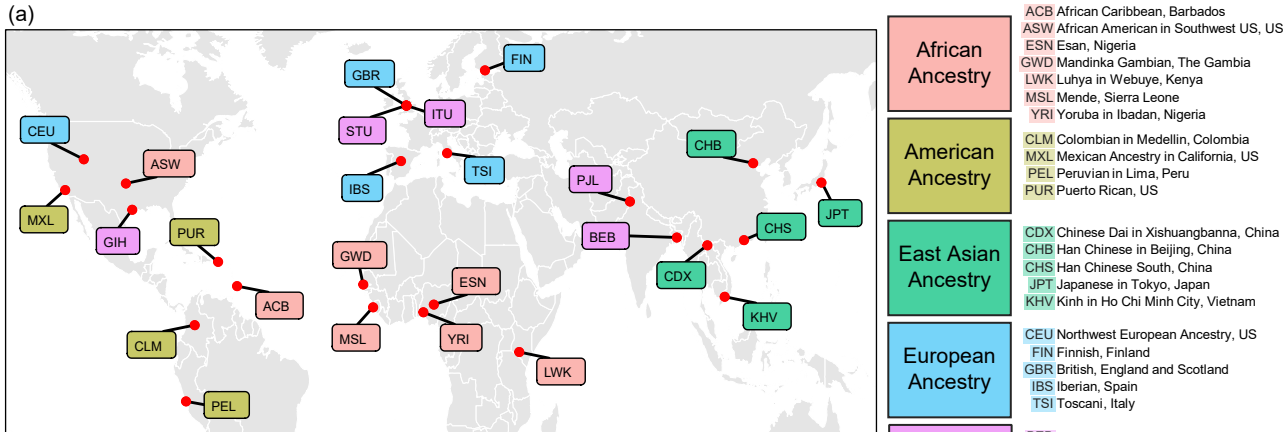 (a)
FIN
GBR
ITU
STU
CEU
ASW
CHB
IBS
TSI
PJL
MXL
GIH
JPT
PUR
BEB
CHS
GWD
CDX
ESN
ACB
KHV
MSL
YRI
CLM
LWK
PEL
African
Ancestry
ACB African Caribbean, Barbados
ASW African American in Southwest US, US
ESN Esan, Nigeria
GWD Mandinka Gambian, The Gambia
LWK Luhya in Webuye, Kenya
MSL Mende, Sierra Leone
YRI Yoruba in Ibadan, Nigeria
American
Ancestry
CLM Colombian in Medellin, Colombia
MXL Mexican Ancestry in California, US
PEL Peruvian in Lima, Peru
PUR Puerto Rican, US
East Asian
Ancestry
CDX Chinese Dai in Xishuangbanna, China
CHB Han Chinese in Beijing, China
CHS Han Chinese South, China
JPT Japanese in Tokyo, Japan
KHV Kinh in Ho Chi Minh City, Vietnam
European
Ancestry
CEU Northwest European Ancestry, US
FIN Finnish, Finland
GBR British, England and Scotland
IBS Iberian, Spain
TSI Toscani, Italy